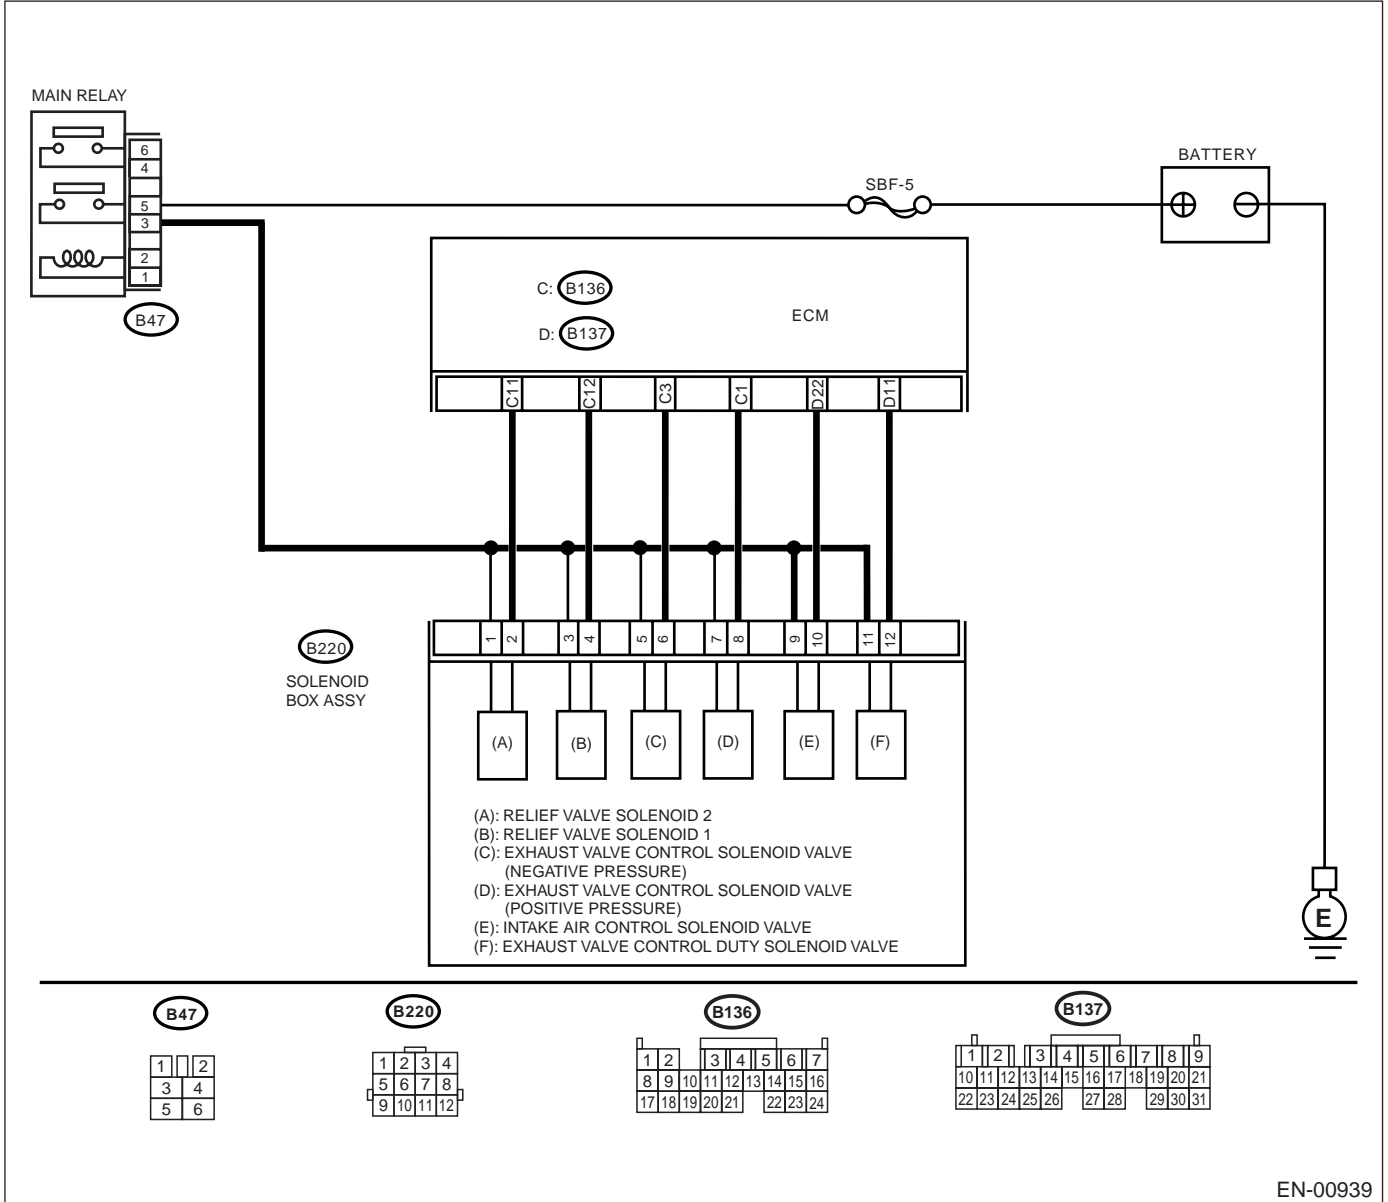 MAIN RELAY
6
4
5
3
2
1
B47
SBF-5
BATTERY
C: B136
D: B137
ECM
C11 C12 C3 C1 D22 D11
1 2 3 4 5 6 7 8 9 10 11 12
B220
SOLENOID
BOX ASSY
(A) (B) (C) (D) (E) (F)
(A): RELIEF VALVE SOLENOID 2
(B): RELIEF VALVE SOLENOID 1
(C): EXHAUST VALVE CONTROL SOLENOID VALVE
(NEGATIVE PRESSURE)
(D): EXHAUST VALVE CONTROL SOLENOID VALVE
(POSITIVE PRESSURE)
(E): INTAKE AIR CONTROL SOLENOID VALVE
(F): EXHAUST VALVE CONTROL DUTY SOLENOID VALVE
E
B47
1 2
3 4
5 6
B220
1 2 3 4
5 6 7 8
9 10 11 12
B136
1 2 3 4 5 6 7
8 9 10 11 12 13 14 15 16
17 18 19 20 21 22 23 24
B137
1 2 3 4 5 6 7 8 9
10 11 12 13 14 15 16 17 18 19 20 21
22 23 24 25 26 27 28 29 30 31
EN-00939